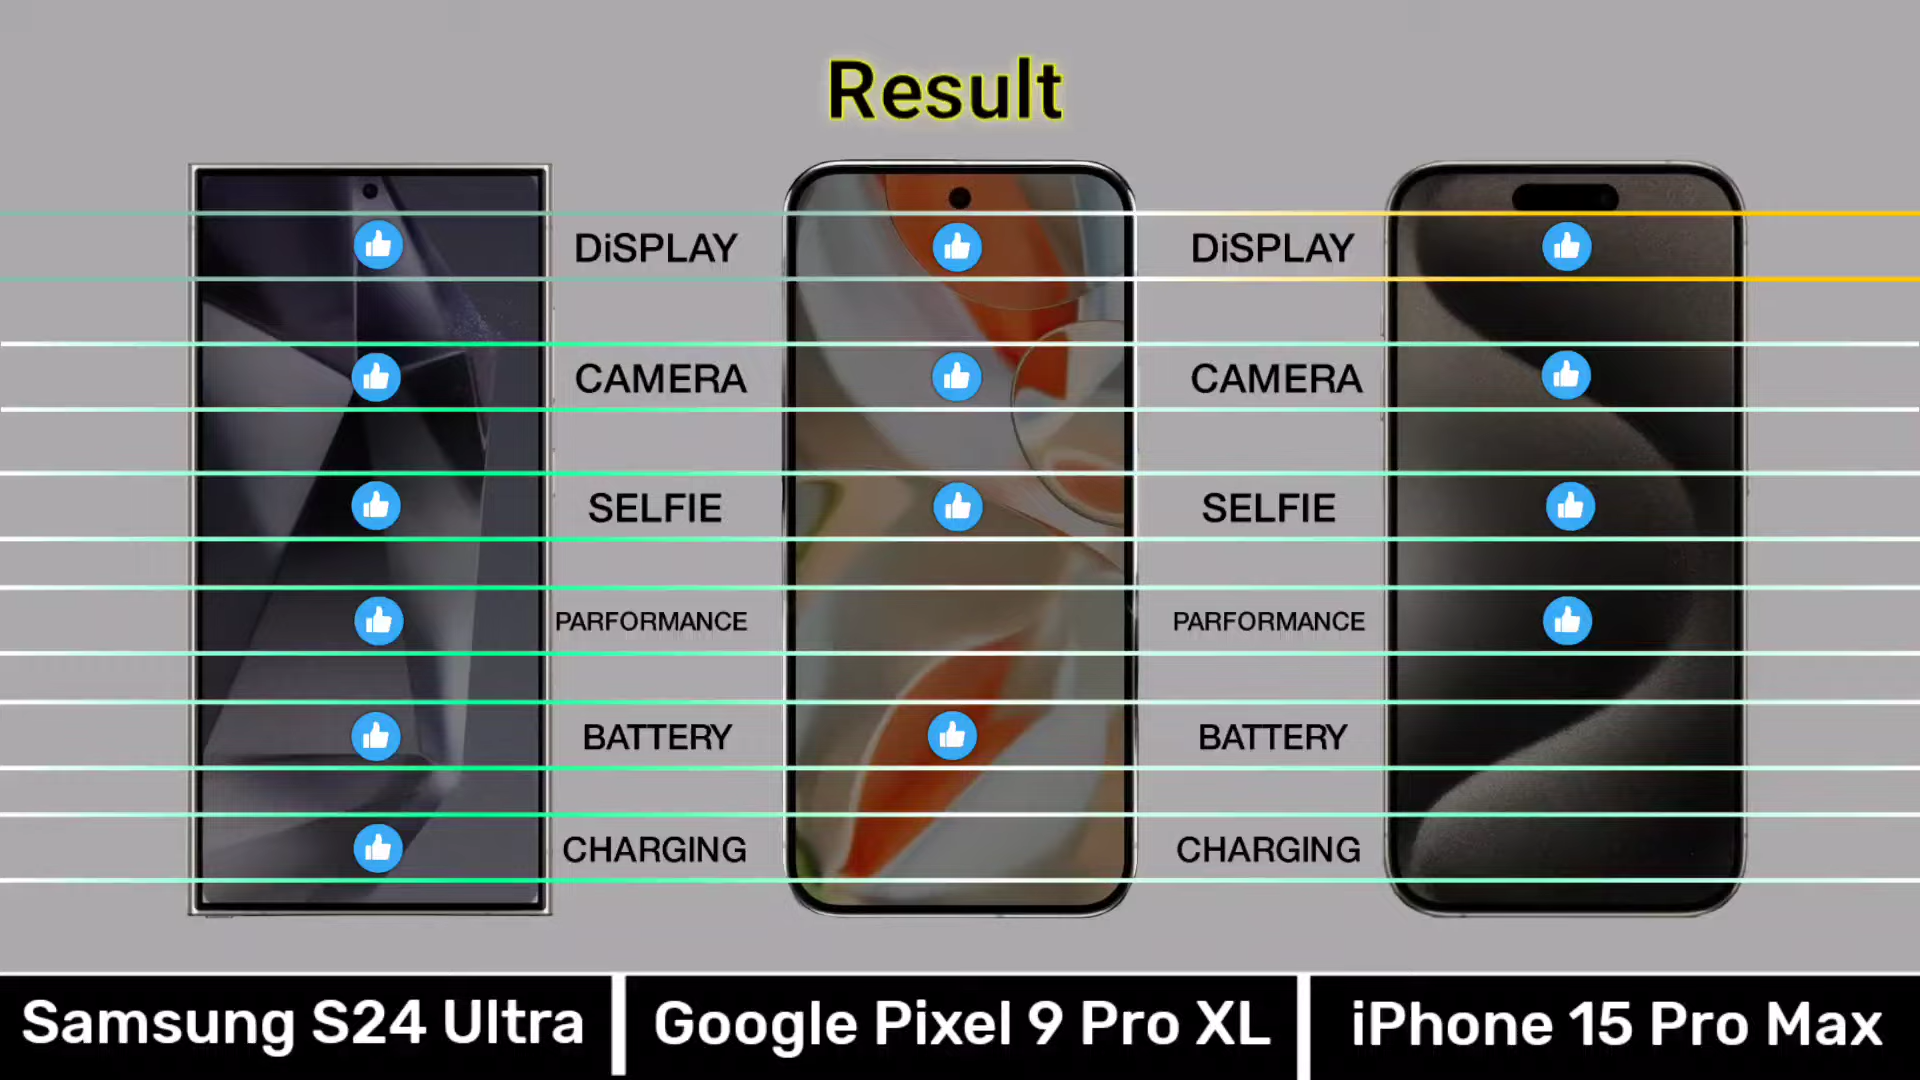 Result
DiSPLAY
DiSPLAY
CAMERA
CAMERA
SELFIE
SELFIE
PARFORMANCE
PARFORMANCE
BATTERY
BATTERY
CHARGING
CHARGING
Samsung S24 Ultra
Google Pixel 9 Pro XL
iPhone 15 Pro Max